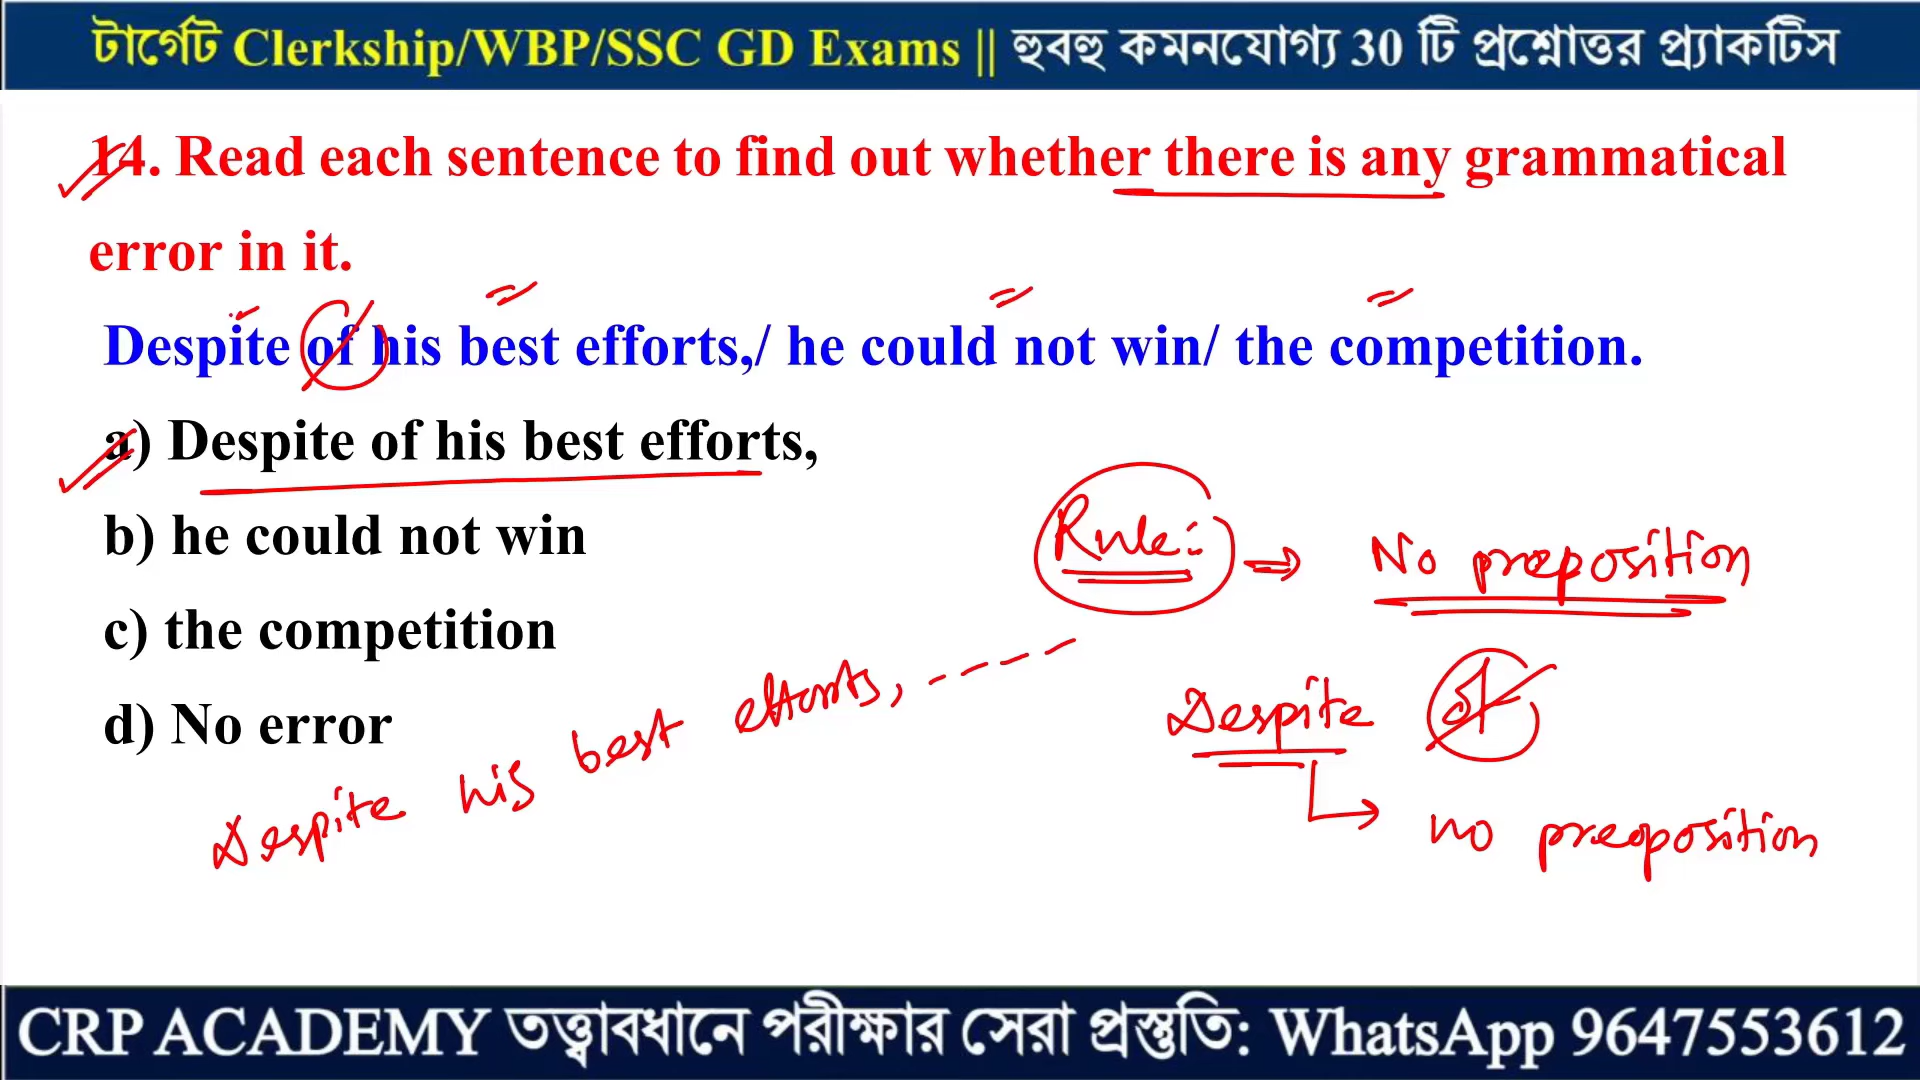 টার্গেট Clerkship/WBP/SSC GD Exams || হুবহু কমনযোগ্য 30 টি প্রশ্নোত্তর প্র্যাকটিস
14. Read each sentence to find out whether there is any grammatical
error in it.
Despite of his best efforts,/ he could not win/ the competition.
a) Despite of his best efforts,
b) he could not win
c) the competition
d) No error
Rule:- → No preposition
Despite of
no preoposition
Despite his best efforts, -----
CRP ACADEMY তত্ত্বাবধানে পরীক্ষার সেরা প্রস্তুতি: WhatsApp 9647553612